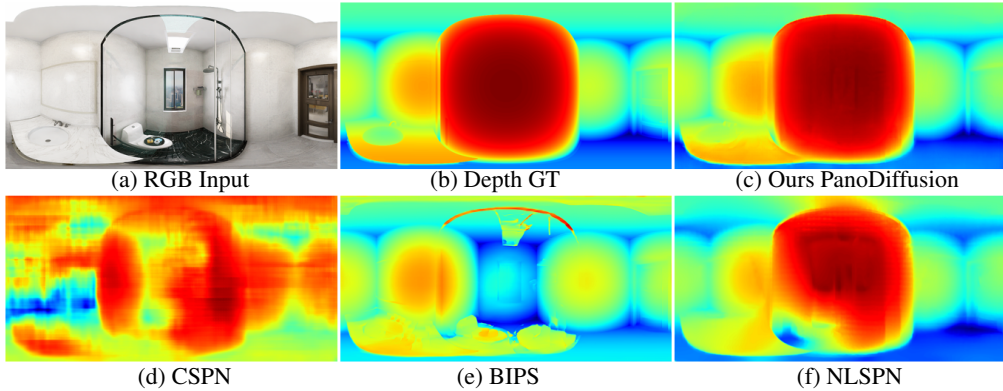 (a) RGB Input
(b) Depth GT
(c) Ours PanoDiffusion
(d) CSPN
(e) BIPS
(f) NLSPN